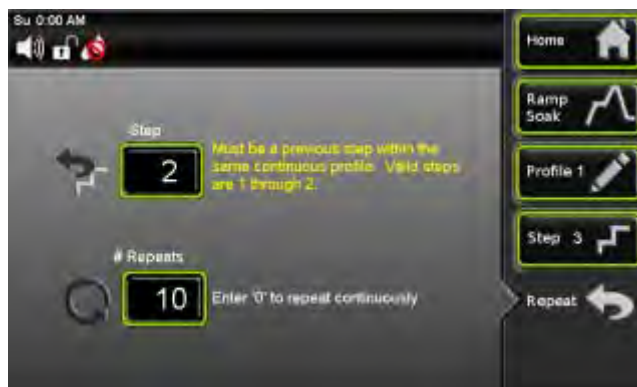 Su 0:00 AM
Home
Ramp
Soak
Step
2
Must be a previous step within the
same continuous profile. Valid steps
are 1 through 2.
Profile 1
Step 3
# Repeats
10
Enter '0' to repeat continuously
Repeat